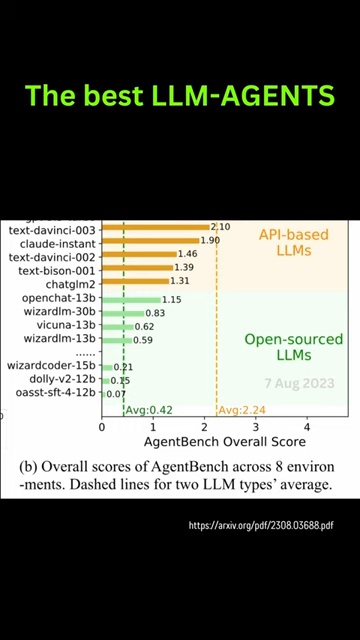 The best LLM-AGENTS
text-davinci-003 2.10
claude-instant 1.90
API-based
LLMs
text-davinci-002 1.46
text-bison-001 1.39
chatglm2 1.31
openchat-13b 1.15
wizardlm-30b 0.83
vicuna-13b 0.62
wizardlm-13b 0.59
Open-sourced
LLMs
......
wizardcoder-15b 0.21
dolly-v2-12b 0.15
7 Aug 2023
oasst-sft-4-12b 0.07
Avg:0.42 Avg:2.24
0 1 2 3 4
AgentBench Overall Score
(b) Overall scores of AgentBench across 8 environ
-ments. Dashed lines for two LLM types' average.
https://arxiv.org/pdf/2308.03688.pdf